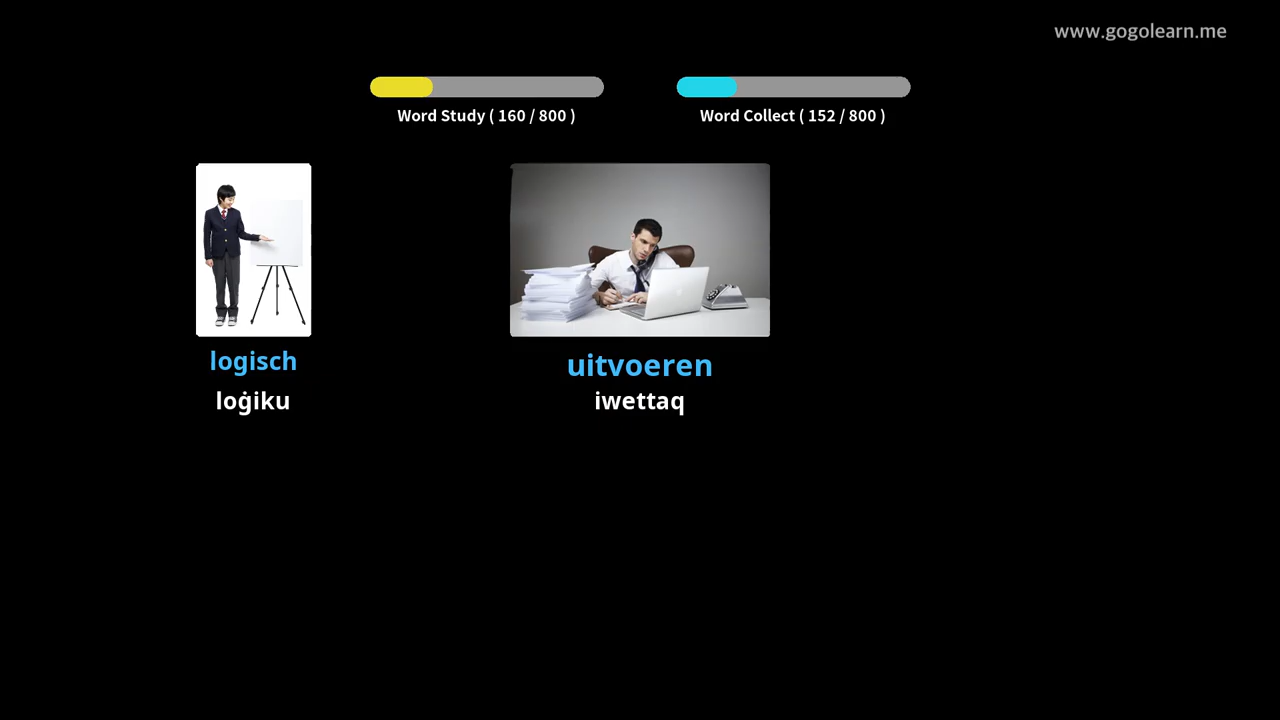 www.gogolearn.me
Word Study ( 160 / 800 )
Word Collect ( 152 / 800 )
logisch
loġiku
uitvoeren
iwettaq